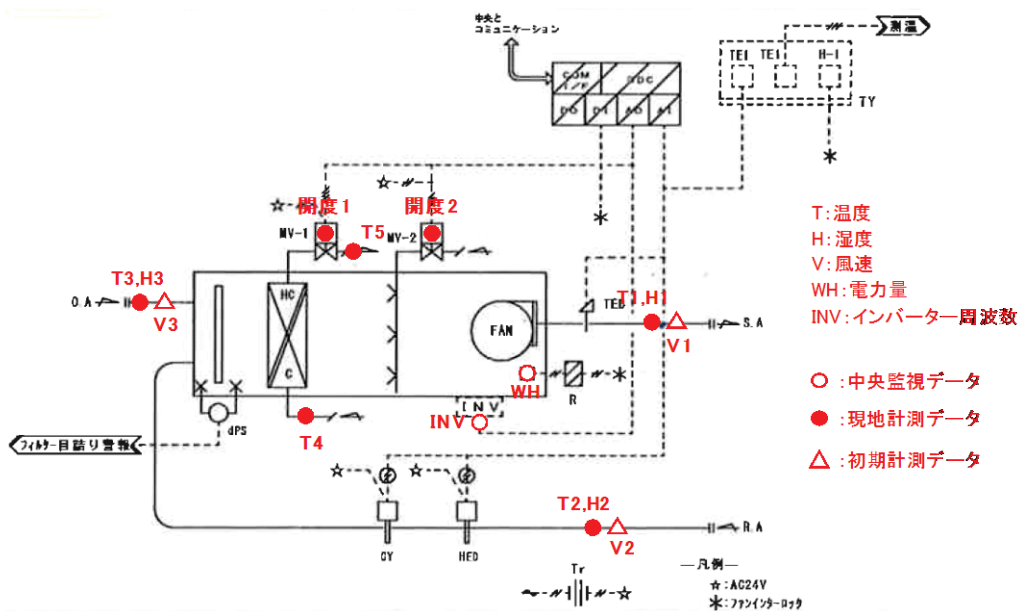 中央と
コミュニケーション
測温
TE1 TE1 H-1
TY
COM
I/F
DDC
DO DI AO AI
開度1
開度2
MV-1
T5
MV-2
T:温度
H:湿度
V:風速
WH:電力量
INV:インバーター周波数
T3,H3
O.A
V3
HC
C
FAN
TED
T1,H1
S.A
V1
WH
R
INV
INV
dPS
T4
フィルター目詰り警報
○:中央監視データ
●:現地計測データ
△:初期計測データ
T2,H2
R.A
V2
CY
HED
Tr
―凡例―
☆:AC24V
＊:ファンインターロック